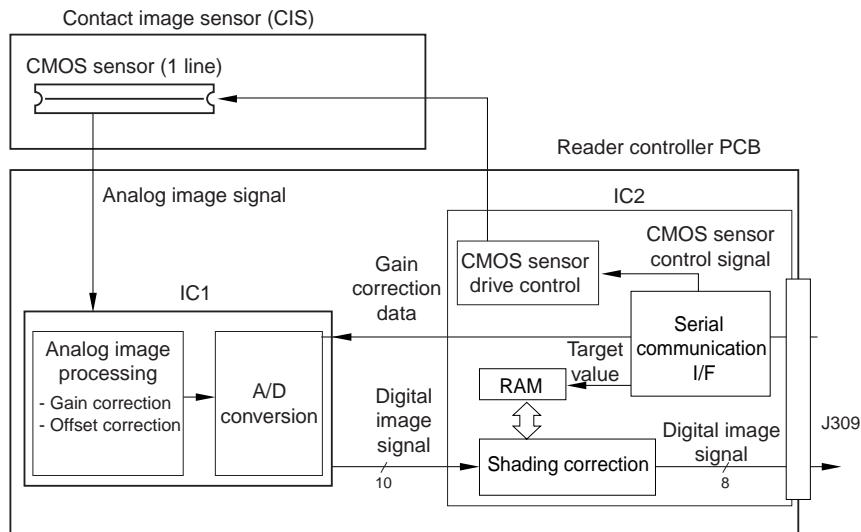 Contact image sensor (CIS)
CMOS sensor (1 line)
Reader controller PCB
Analog image signal
IC2
CMOS sensor
control signal
CMOS sensor
drive control
Gain
correction
data
IC1
Serial
communication
I/F
Target
value
Analog image
processing
- Gain correction
- Offset correction
A/D
conversion
RAM
Digital
image
signal
10
Shading correction
Digital image
signal
8
J309